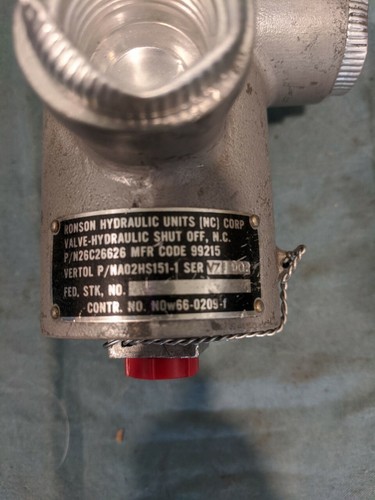 RONSON HYDRAULIC UNITS [NC] CORP
VALVE-HYDRAULIC SHUT OFF, N.C.
P/N26C26626 MFR CODE 99215
VERTOL P/NA02HS151-1 SER
FED. STK, NO.
CONTR. NO. NOw66-0209-f